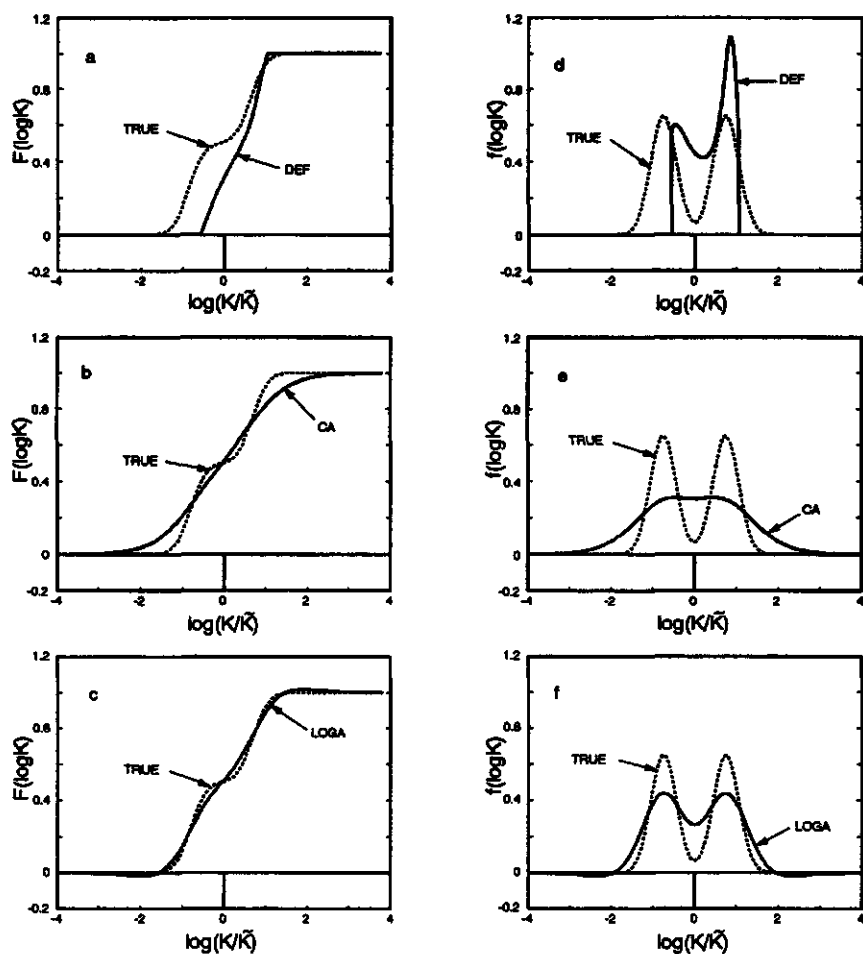 a
F(logK)
1.2
0.8
0.4
0
-0.2
TRUE
DEF
-4 -2 0 2 4
log(K/K̃)
d
f(logK)
1.2
0.8
0.4
0
-0.2
DEF
TRUE
-4 -2 0 2 4
log(K/K̃)
b
F(logK)
1.2
0.8
0.4
0
-0.2
CA
TRUE
-4 -2 0 2 4
log(K/K̃)
e
f(logK)
1.2
0.8
0.4
0
-0.2
TRUE
CA
-4 -2 0 2 4
log(K/K̃)
c
F(logK)
1.2
0.8
0.4
0
-0.2
LOGA
TRUE
-4 -2 0 2 4
log(K/K̃)
f
f(logK)
1.2
0.8
0.4
0
-0.2
TRUE
LOGA
-4 -2 0 2 4
log(K/K̃)